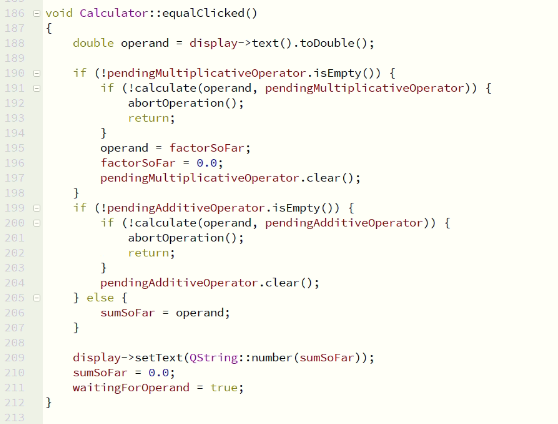 186 void Calculator::equalClicked()
187 {
188     double operand = display->text().toDouble();
189
190     if (!pendingMultiplicativeOperator.isEmpty()) {
191         if (!calculate(operand, pendingMultiplicativeOperator)) {
192             abortOperation();
193             return;
194         }
195         operand = factorSoFar;
196         factorSoFar = 0.0;
197         pendingMultiplicativeOperator.clear();
198     }
199     if (!pendingAdditiveOperator.isEmpty()) {
200         if (!calculate(operand, pendingAdditiveOperator)) {
201             abortOperation();
202             return;
203         }
204         pendingAdditiveOperator.clear();
205     } else {
206         sumSoFar = operand;
207     }
208
209     display->setText(QString::number(sumSoFar));
210     sumSoFar = 0.0;
211     waitingForOperand = true;
212 }
213